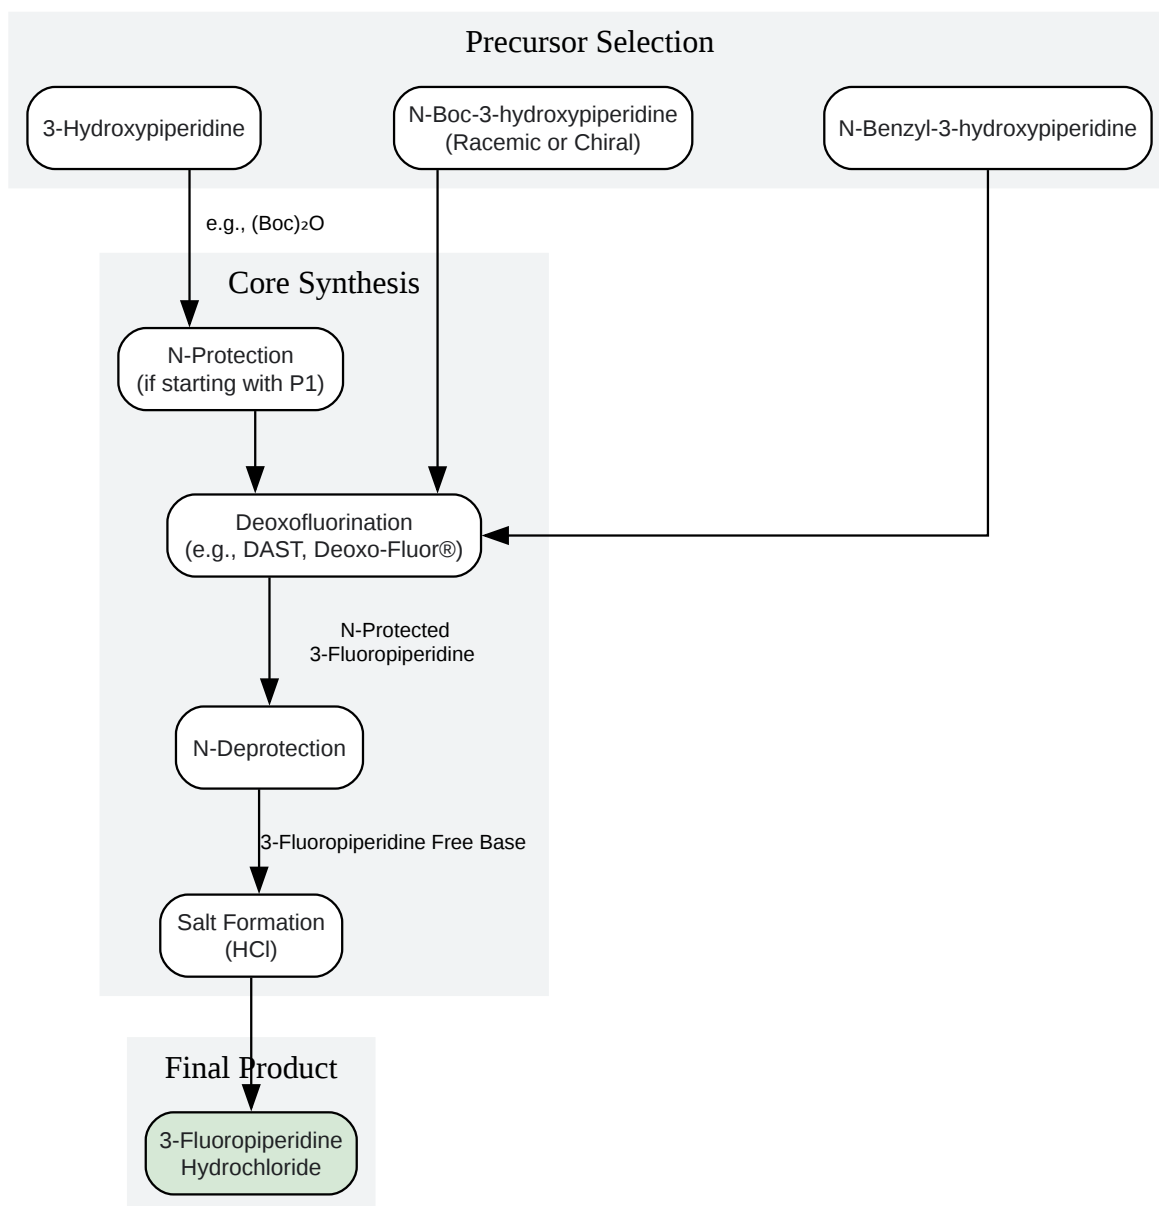 Precursor Selection
3-Hydroxypiperidine
N-Boc-3-hydroxypiperidine
(Racemic or Chiral)
N-Benzyl-3-hydroxypiperidine
e.g., (Boc)₂O
Core Synthesis
N-Protection
(if starting with P1)
Deoxofluorination
(e.g., DAST, Deoxo-Fluor®)
N-Protected
3-Fluoropiperidine
N-Deprotection
3-Fluoropiperidine Free Base
Salt Formation
(HCl)
Final Product
3-Fluoropiperidine
Hydrochloride